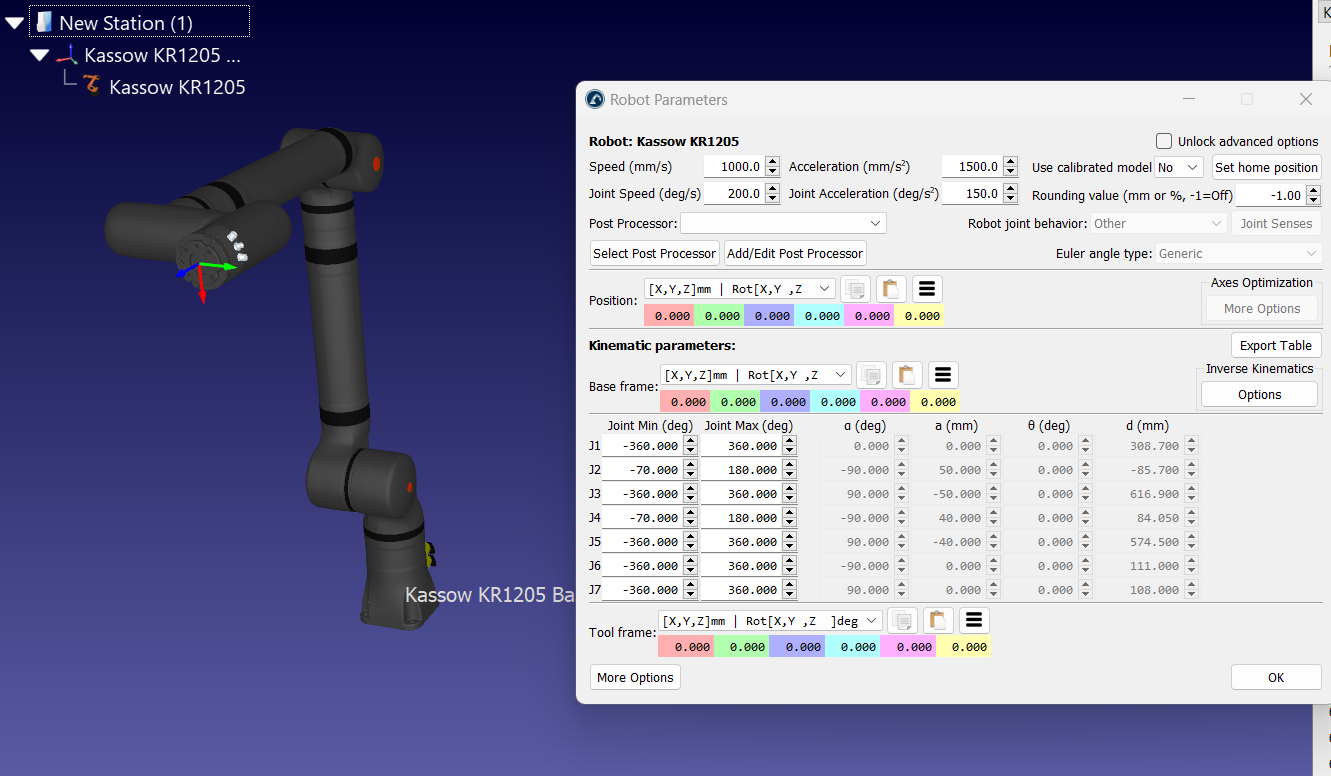 New Station (1)
Kassow KR1205 ...
Kassow KR1205
Kassow KR1205 Ba
Robot Parameters
Robot: Kassow KR1205
Unlock advanced options
Speed (mm/s) 1000.0 Acceleration (mm/s²) 1500.0 Use calibrated model No Set home position
Joint Speed (deg/s) 200.0 Joint Acceleration (deg/s²) 150.0 Rounding value (mm or %, -1=Off) -1.00
Post Processor: Robot joint behavior: Other Joint Senses
Select Post Processor Add/Edit Post Processor Euler angle type: Generic
Position: [X,Y,Z]mm | Rot[X,Y ,Z Axes Optimization
0.000 0.000 0.000 0.000 0.000 0.000 More Options
Kinematic parameters: Export Table
Base frame: [X,Y,Z]mm | Rot[X,Y ,Z Inverse Kinematics
0.000 0.000 0.000 0.000 0.000 0.000 Options
Joint Min (deg) Joint Max (deg) α (deg) a (mm) θ (deg) d (mm)
J1 -360.000 360.000 0.000 0.000 0.000 308.700
J2 -70.000 180.000 -90.000 50.000 0.000 -85.700
J3 -360.000 360.000 90.000 -50.000 0.000 616.900
J4 -70.000 180.000 -90.000 40.000 0.000 84.050
J5 -360.000 360.000 90.000 -40.000 0.000 574.500
J6 -360.000 360.000 -90.000 0.000 0.000 111.000
J7 -360.000 360.000 90.000 0.000 0.000 108.000
Tool frame: [X,Y,Z]mm | Rot[X,Y ,Z ]deg
0.000 0.000 0.000 0.000 0.000 0.000
More Options OK